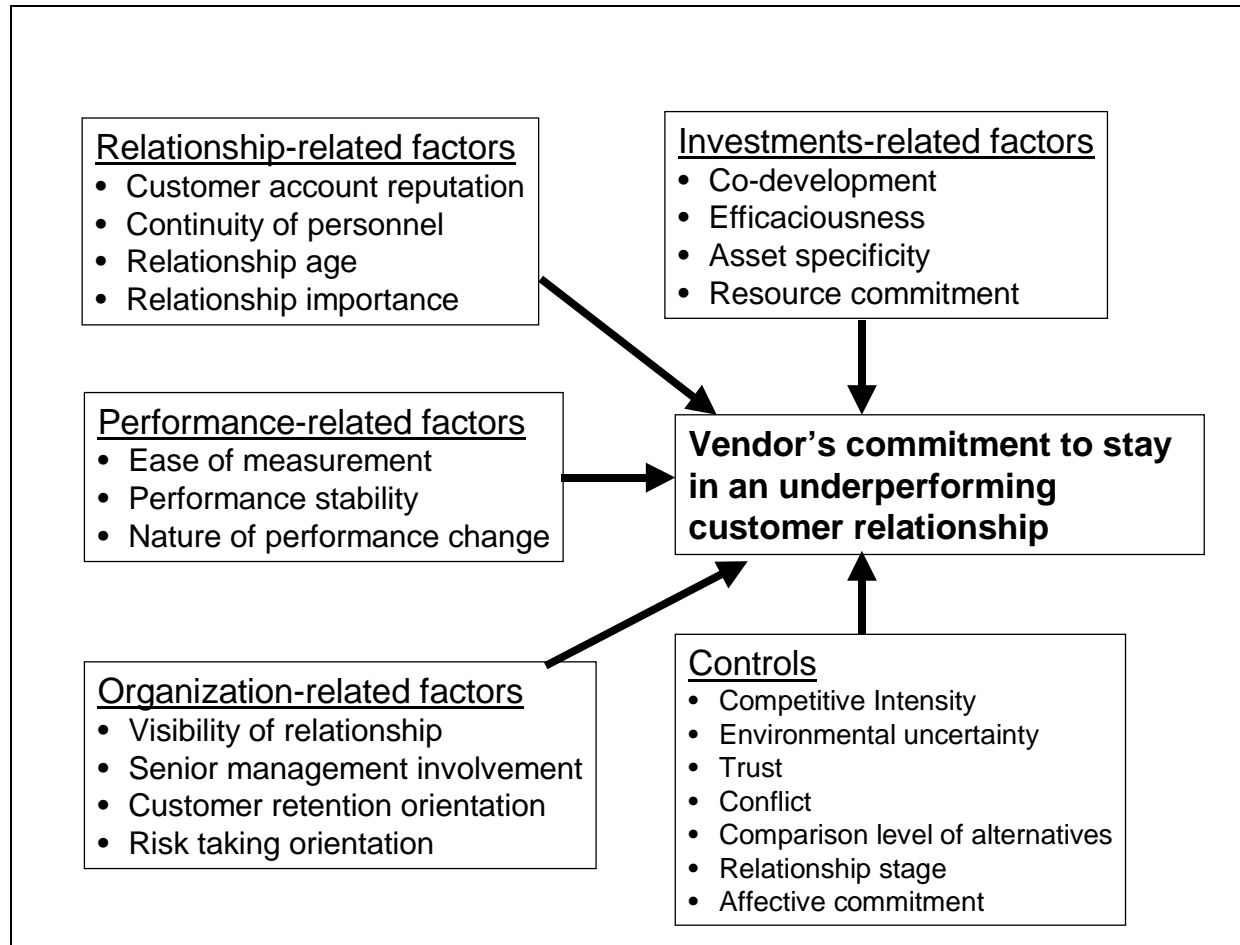 Relationship-related factors
• Customer account reputation
• Continuity of personnel
• Relationship age
• Relationship importance
Investments-related factors
• Co-development
• Efficaciousness
• Asset specificity
• Resource commitment
Performance-related factors
• Ease of measurement
• Performance stability
• Nature of performance change
Vendor’s commitment to stay
in an underperforming
customer relationship
Organization-related factors
• Visibility of relationship
• Senior management involvement
• Customer retention orientation
• Risk taking orientation
Controls
• Competitive Intensity
• Environmental uncertainty
• Trust
• Conflict
• Comparison level of alternatives
• Relationship stage
• Affective commitment